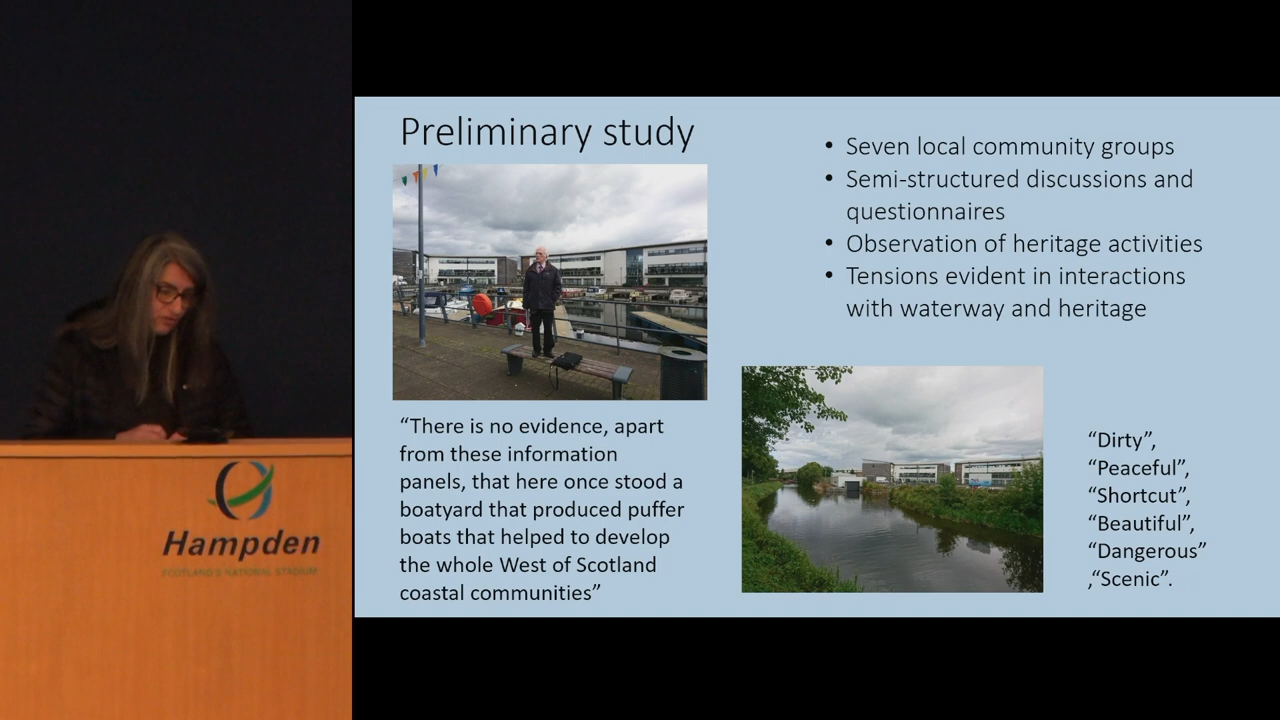 Preliminary study
“There is no evidence, apart
from these information
panels, that here once stood a
boatyard that produced puffer
boats that helped to develop
the whole West of Scotland
coastal communities”
• Seven local community groups
• Semi-structured discussions and
questionnaires
• Observation of heritage activities
• Tensions evident in interactions
with waterway and heritage
“Dirty”,
“Peaceful”,
“Shortcut”,
“Beautiful”,
“Dangerous”
,“Scenic”.
Hampden
SCOTLAND'S NATIONAL STADIUM